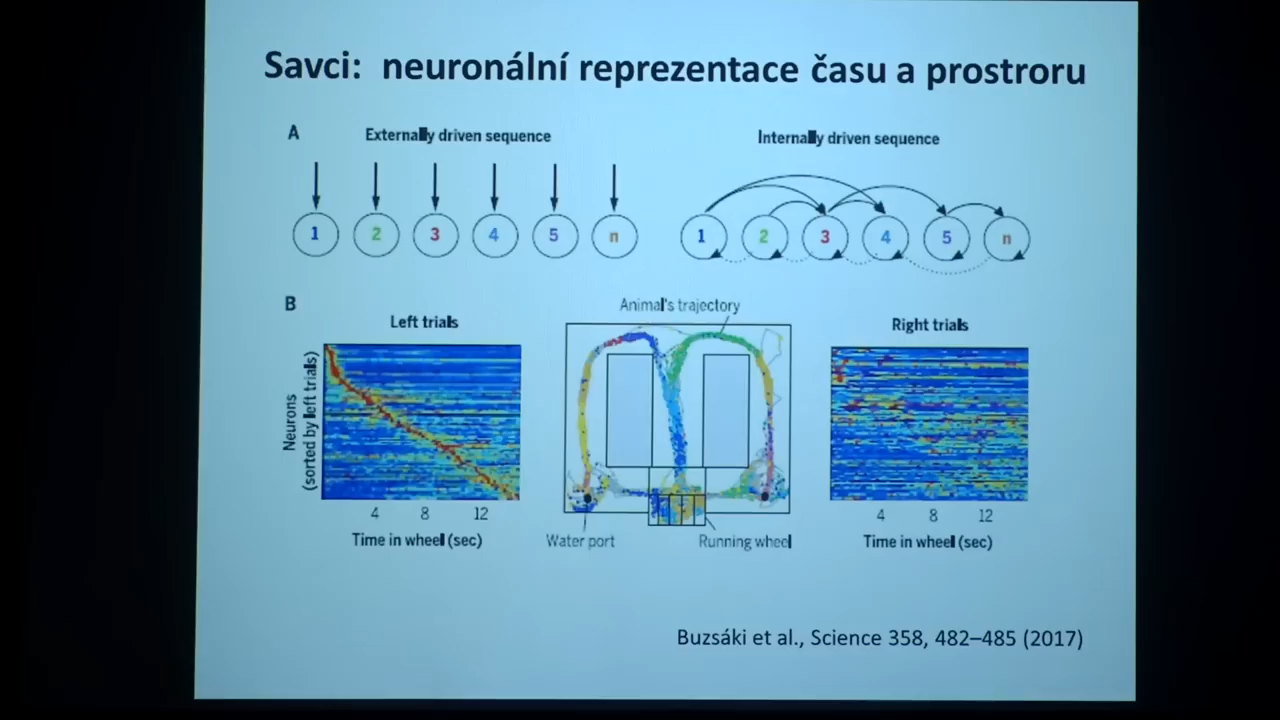 Savci: neuronální reprezentace času a prostroru
A
Externally driven sequence
Internally driven sequence
1 2 3 4 5 n
1 2 3 4 5 n
B
Left trials
Animal's trajectory
Right trials
Neurons
(sorted by left trials)
4 8 12
4 8 12
Time in wheel (sec)
Water port
Running wheel
Time in wheel (sec)
Buzsáki et al., Science 358, 482–485 (2017)